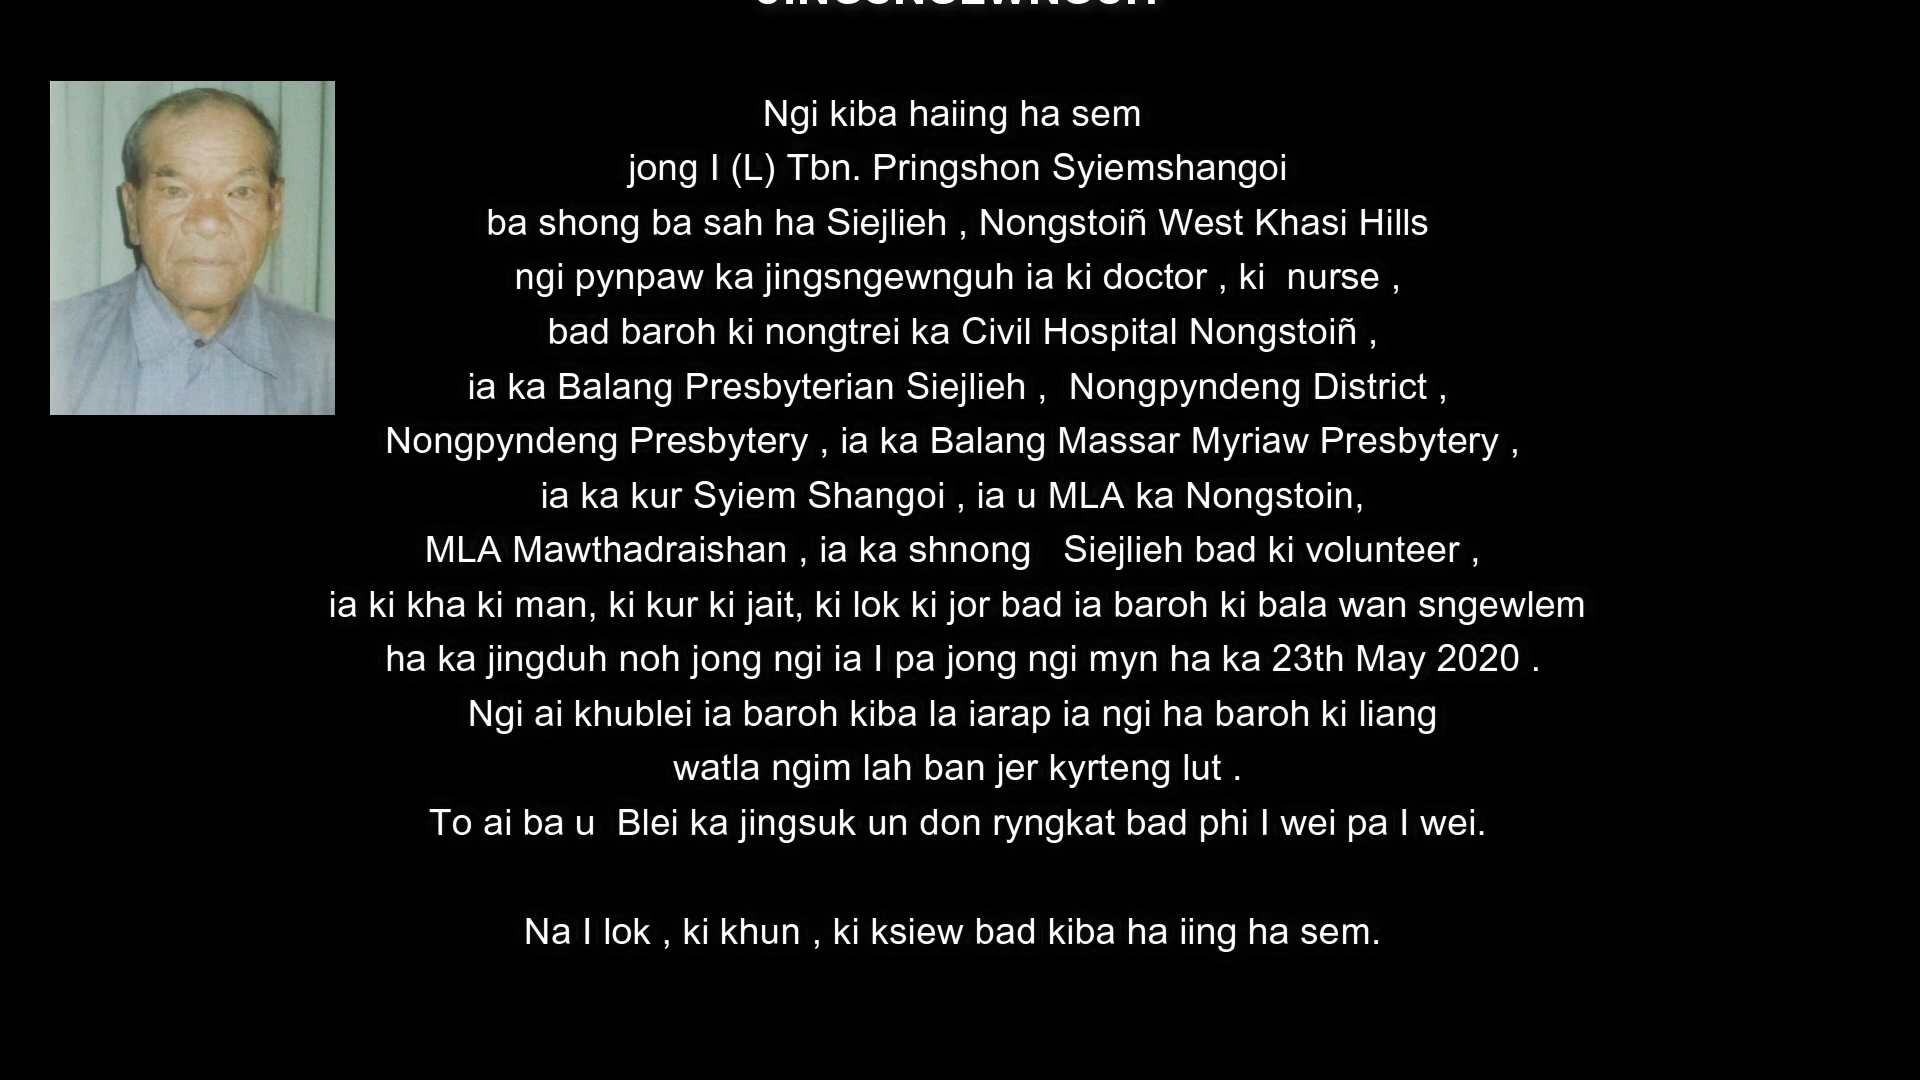 JINGSNGEWNGUH
Ngi kiba haiing ha sem
jong I (L) Tbn. Pringshon Syiemshangoi
ba shong ba sah ha Siejlieh , Nongstoiñ West Khasi Hills
ngi pynpaw ka jingsngewnguh ia ki doctor , ki  nurse ,
bad baroh ki nongtrei ka Civil Hospital Nongstoiñ ,
ia ka Balang Presbyterian Siejlieh ,  Nongpyndeng District ,
Nongpyndeng Presbytery , ia ka Balang Massar Myriaw Presbytery ,
ia ka kur Syiem Shangoi , ia u MLA ka Nongstoin,
MLA Mawthadraishan , ia ka shnong   Siejlieh bad ki volunteer ,
ia ki kha ki man, ki kur ki jait, ki lok ki jor bad ia baroh ki bala wan sngewlem
ha ka jingduh noh jong ngi ia I pa jong ngi myn ha ka 23th May 2020 .
Ngi ai khublei ia baroh kiba la iarap ia ngi ha baroh ki liang
watla ngim lah ban jer kyrteng lut .
To ai ba u  Blei ka jingsuk un don ryngkat bad phi I wei pa I wei.
Na I lok , ki khun , ki ksiew bad kiba ha iing ha sem.